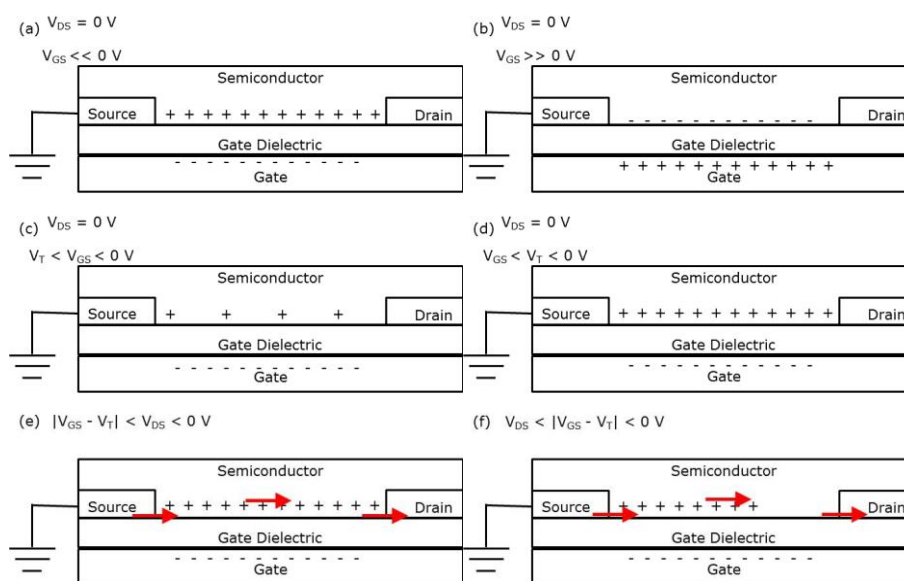 (a) V_DS = 0 V
V_GS << 0 V
Semiconductor
Source + + + + + + + + + + + + Drain
Gate Dielectric
- - - - - - - - - - -
Gate
(b) V_DS = 0 V
V_GS >> 0 V
Semiconductor
Source - - - - - - - - - - - Drain
Gate Dielectric
+ + + + + + + + + + + +
Gate
(c) V_DS = 0 V
V_T < V_GS < 0 V
Semiconductor
Source + + + + Drain
Gate Dielectric
- - - - - - - - - - -
Gate
(d) V_DS = 0 V
V_GS < V_T < 0 V
Semiconductor
Source + + + + + + + + + + + + Drain
Gate Dielectric
- - - - - - - - - - -
Gate
(e) |V_GS - V_T| < V_DS < 0 V
Semiconductor
Source + + + + + + + + + + + + Drain
Gate Dielectric
- - - - - - - - - - -
Gate
(f) V_DS < |V_GS - V_T| < 0 V
Semiconductor
Source + + + + + + + + Drain
Gate Dielectric
- - - - - - - - - - -
Gate